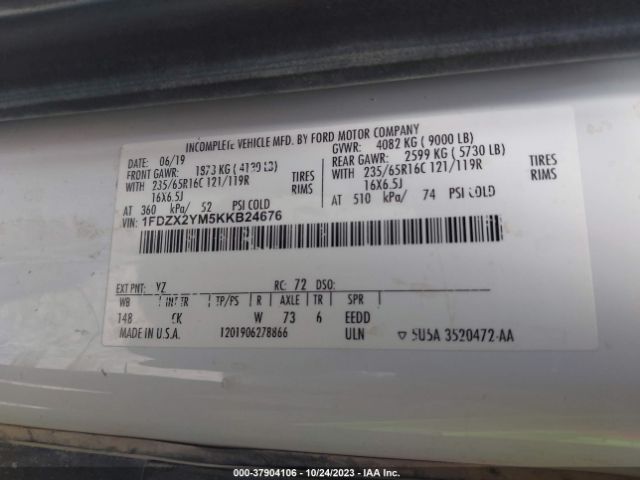 INCOMPLETE VEHICLE MFD. BY FORD MOTOR COMPANY
DATE: 06/19 GVWR: 4082 KG ( 9000 LB)
FRONT GAWR: 1873 KG ( 4130 LB) REAR GAWR: 2599 KG ( 5730 LB)
WITH 235/65R16C 121/119R TIRES WITH 235/65R16C 121/119R TIRES
16X6.5J RIMS 16X6.5J RIMS
AT 360 kPa/ 52 PSI COLD AT 510 kPa/ 74 PSI COLD
VIN: 1FDZX2YM5KKB24676
EXT PNT: YZ RC: 72 DSO:
WB INT TR TP/PS R AXLE TR SPR
148 K W 73 6 EEDD
MADE IN U.S.A. 1201906278866 ULN ▽ 5U5A 3520472-AA
000-37904106 - 10/24/2023 - IAA Inc.